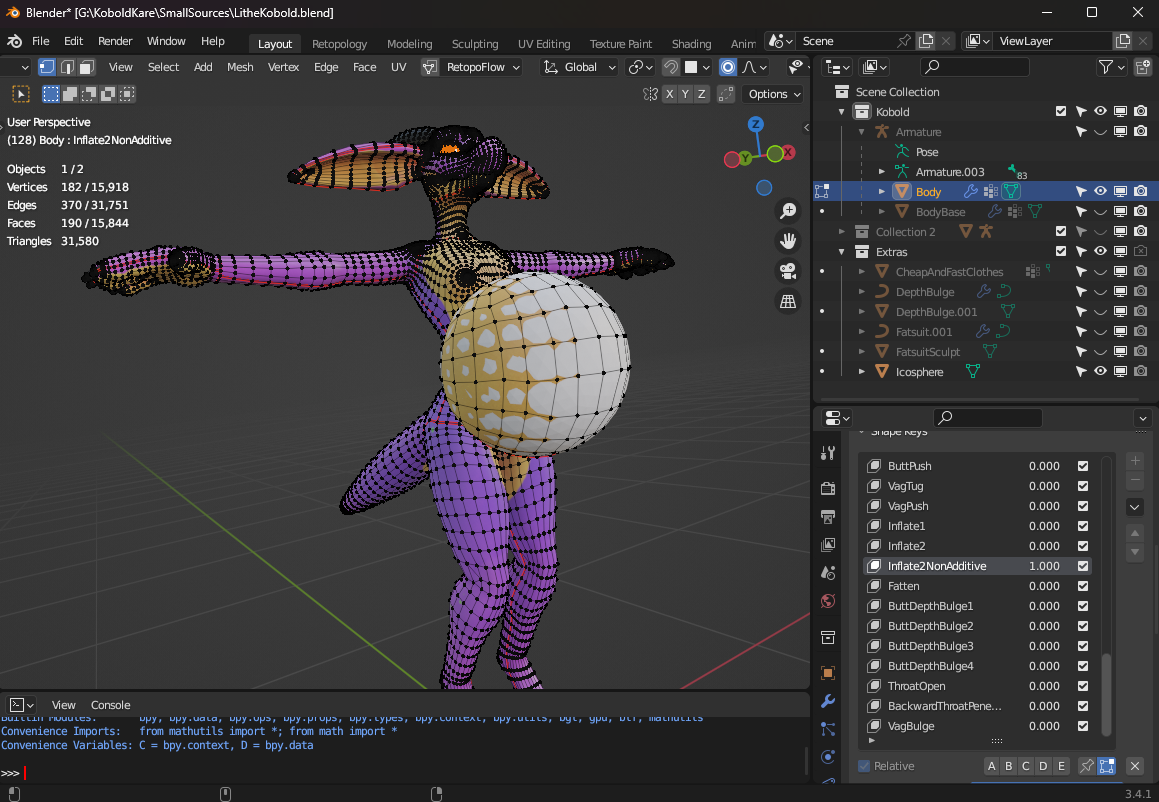 Blender* [G:\KoboldKare\SmallSources\LitheKobold.blend]
File Edit Render Window Help Layout Retopology Modeling Sculpting UV Editing Texture Paint Shading Anim Scene ViewLayer
View Select Add Mesh Vertex Edge Face UV RetopoFlow Global
X Y Z Options
User Perspective
(128) Body : Inflate2NonAdditive
Objects 1 / 2
Vertices 182 / 15,918
Edges 370 / 31,751
Faces 190 / 15,844
Triangles 31,580
Z
Y
X
Scene Collection
Kobold
Armature
Pose
Armature.003 83
Body
BodyBase
Collection 2
Extras
CheapAndFastClothes
DepthBulge
DepthBulge.001
Fatsuit.001
FatsuitSculpt
Icosphere
Shape Keys
ButtPush 0.000
VagTug 0.000
VagPush 0.000
Inflate1 0.000
Inflate2 0.000
Inflate2NonAdditive 1.000
Fatten 0.000
ButtDepthBulge1 0.000
ButtDepthBulge2 0.000
ButtDepthBulge3 0.000
ButtDepthBulge4 0.000
ThroatOpen 0.000
BackwardThroatPene... 0.000
VagBulge 0.000
Relative A B C D E
View Console
Builtin Modules: bpy, bpy.data, bpy.ops, bpy.props, bpy.types, bpy.context, bpy.utils, bgl, gpu, blf, mathutils
Convenience Imports: from mathutils import *; from math import *
Convenience Variables: C = bpy.context, D = bpy.data
>>>
3.4.1